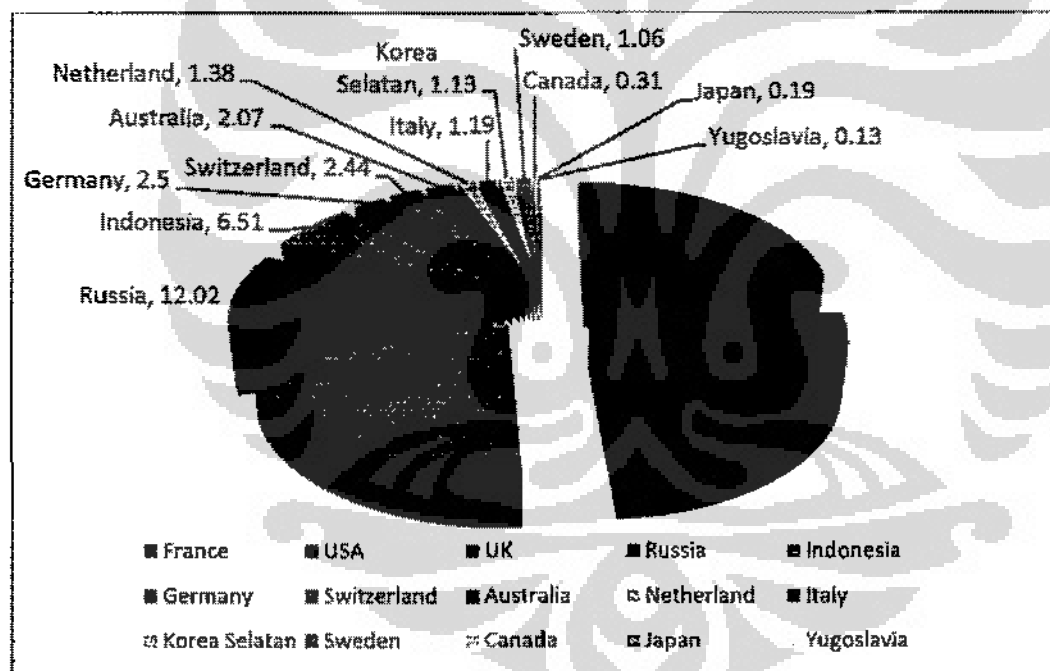 Sweden, 1.06
Korea
Selatan, 1.13
Canada, 0.31
Netherland, 1.38
Japan, 0.19
Australia, 2.07
Italy, 1.19
Yugoslavia, 0.13
Switzerland, 2.44
Germany, 2.5
Indonesia, 6.51
Russia, 12.02
France USA UK Russia Indonesia
Germany Switzerland Australia Netherland Italy
Korea Selatan Sweden Canada Japan Yugoslavia